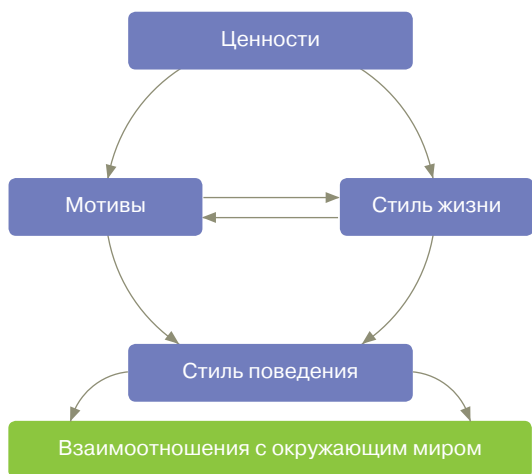 Ценности
Мотивы
Стиль жизни
Стиль поведения
Взаимоотношения с окружающим миром